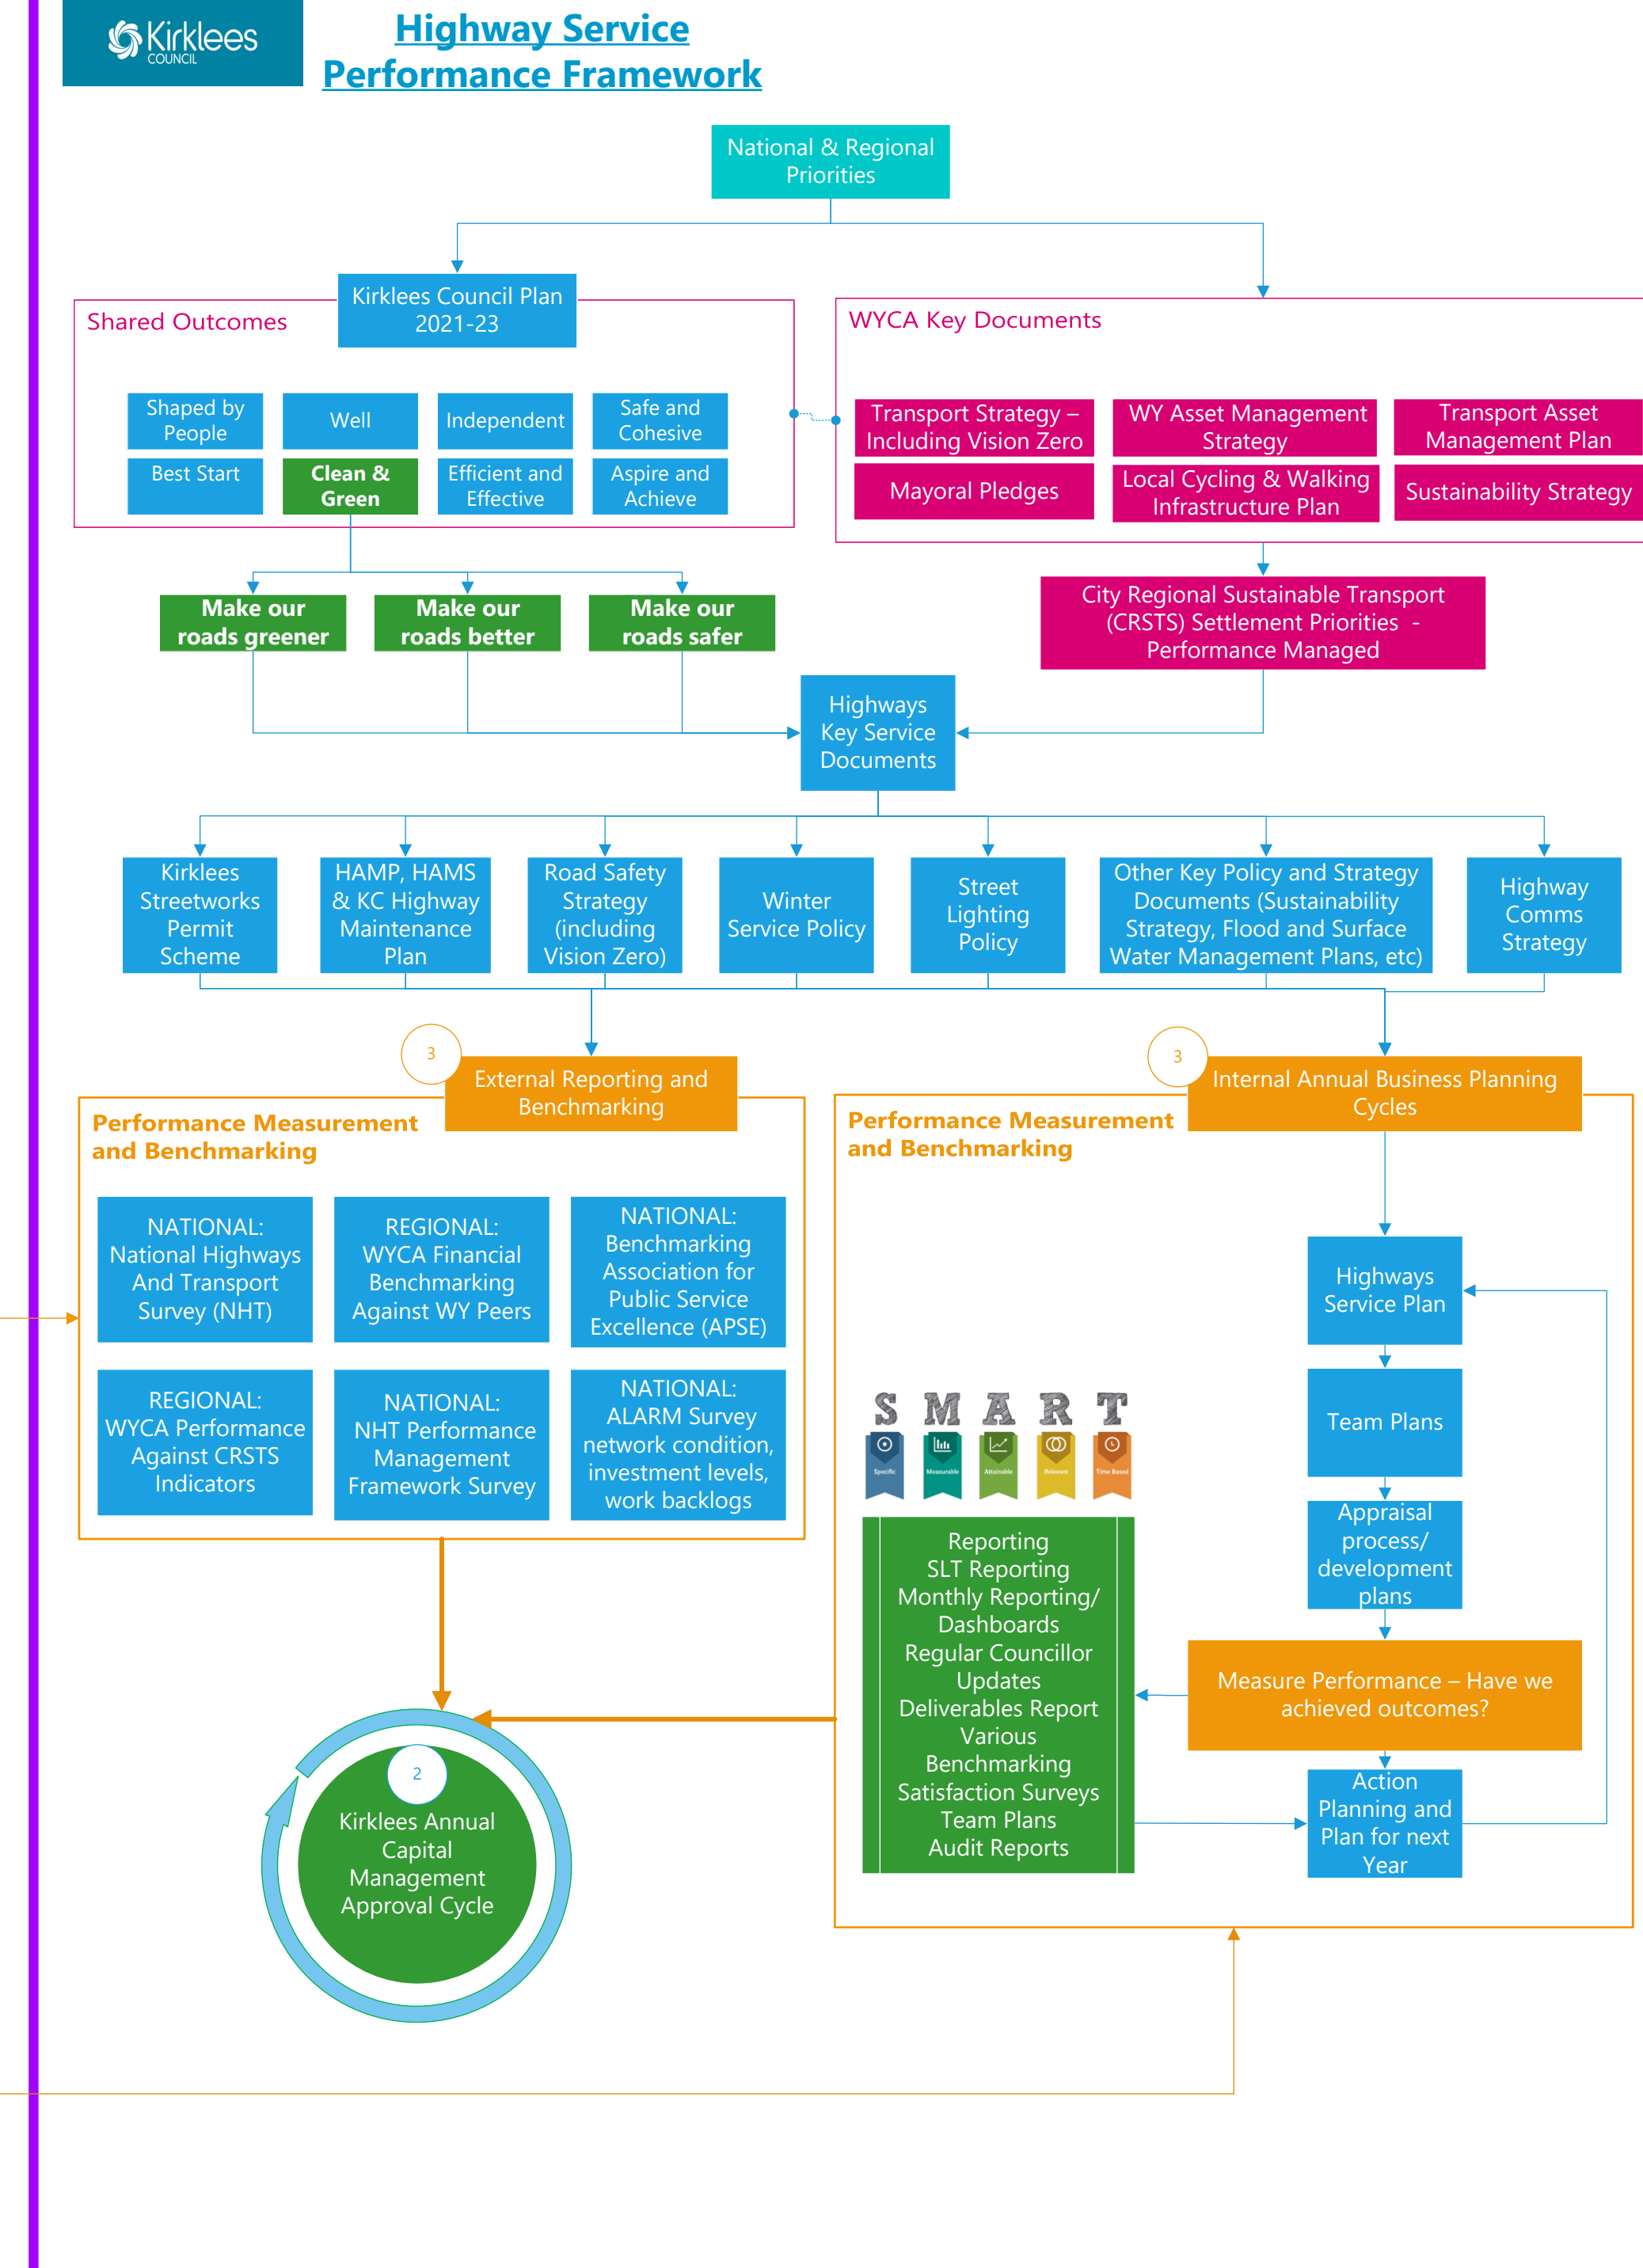 Kirklees
COUNCIL
Highway Service
Performance Framework
National & Regional
Priorities
Kirklees Council Plan
2021-23
Shared Outcomes
Shaped by
People
Well
Independent
Safe and
Cohesive
Best Start
Clean &
Green
Efficient and
Effective
Aspire and
Achieve
WYCA Key Documents
Transport Strategy –
Including Vision Zero
WY Asset Management
Strategy
Transport Asset
Management Plan
Mayoral Pledges
Local Cycling & Walking
Infrastructure Plan
Sustainability Strategy
Make our
roads greener
Make our
roads better
Make our
roads safer
City Regional Sustainable Transport
(CRSTS) Settlement Priorities -
Performance Managed
Highways
Key Service
Documents
Kirklees
Streetworks
Permit
Scheme
HAMP, HAMS
& KC Highway
Maintenance
Plan
Road Safety
Strategy
(including
Vision Zero)
Winter
Service Policy
Street
Lighting
Policy
Other Key Policy and Strategy
Documents (Sustainability
Strategy, Flood and Surface
Water Management Plans, etc)
Highway
Comms
Strategy
3
External Reporting and
Benchmarking
Performance Measurement
and Benchmarking
NATIONAL:
National Highways
And Transport
Survey (NHT)
REGIONAL:
WYCA Financial
Benchmarking
Against WY Peers
NATIONAL:
Benchmarking
Association for
Public Service
Excellence (APSE)
REGIONAL:
WYCA Performance
Against CRSTS
Indicators
NATIONAL:
NHT Performance
Management
Framework Survey
NATIONAL:
ALARM Survey
network condition,
investment levels,
work backlogs
3
Internal Annual Business Planning
Cycles
Performance Measurement
and Benchmarking
Highways
Service Plan
Team Plans
Appraisal
process/
development
plans
Measure Performance – Have we
achieved outcomes?
Action
Planning and
Plan for next
Year
S M A R T
Specific
Measurable
Attainable
Relevant
Time Based
Reporting
SLT Reporting
Monthly Reporting/
Dashboards
Regular Councillor
Updates
Deliverables Report
Various
Benchmarking
Satisfaction Surveys
Team Plans
Audit Reports
2
Kirklees Annual
Capital
Management
Approval Cycle